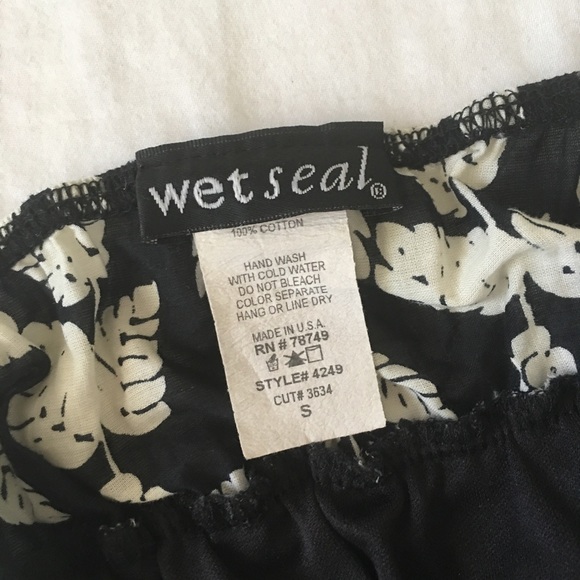 wet seal®
100% COTTON
HAND WASH
WITH COLD WATER
DO NOT BLEACH
COLOR SEPARATE
HANG OR LINE DRY
MADE IN U.S.A.
RN # 78749
STYLE# 4249
CUT# 3634
S